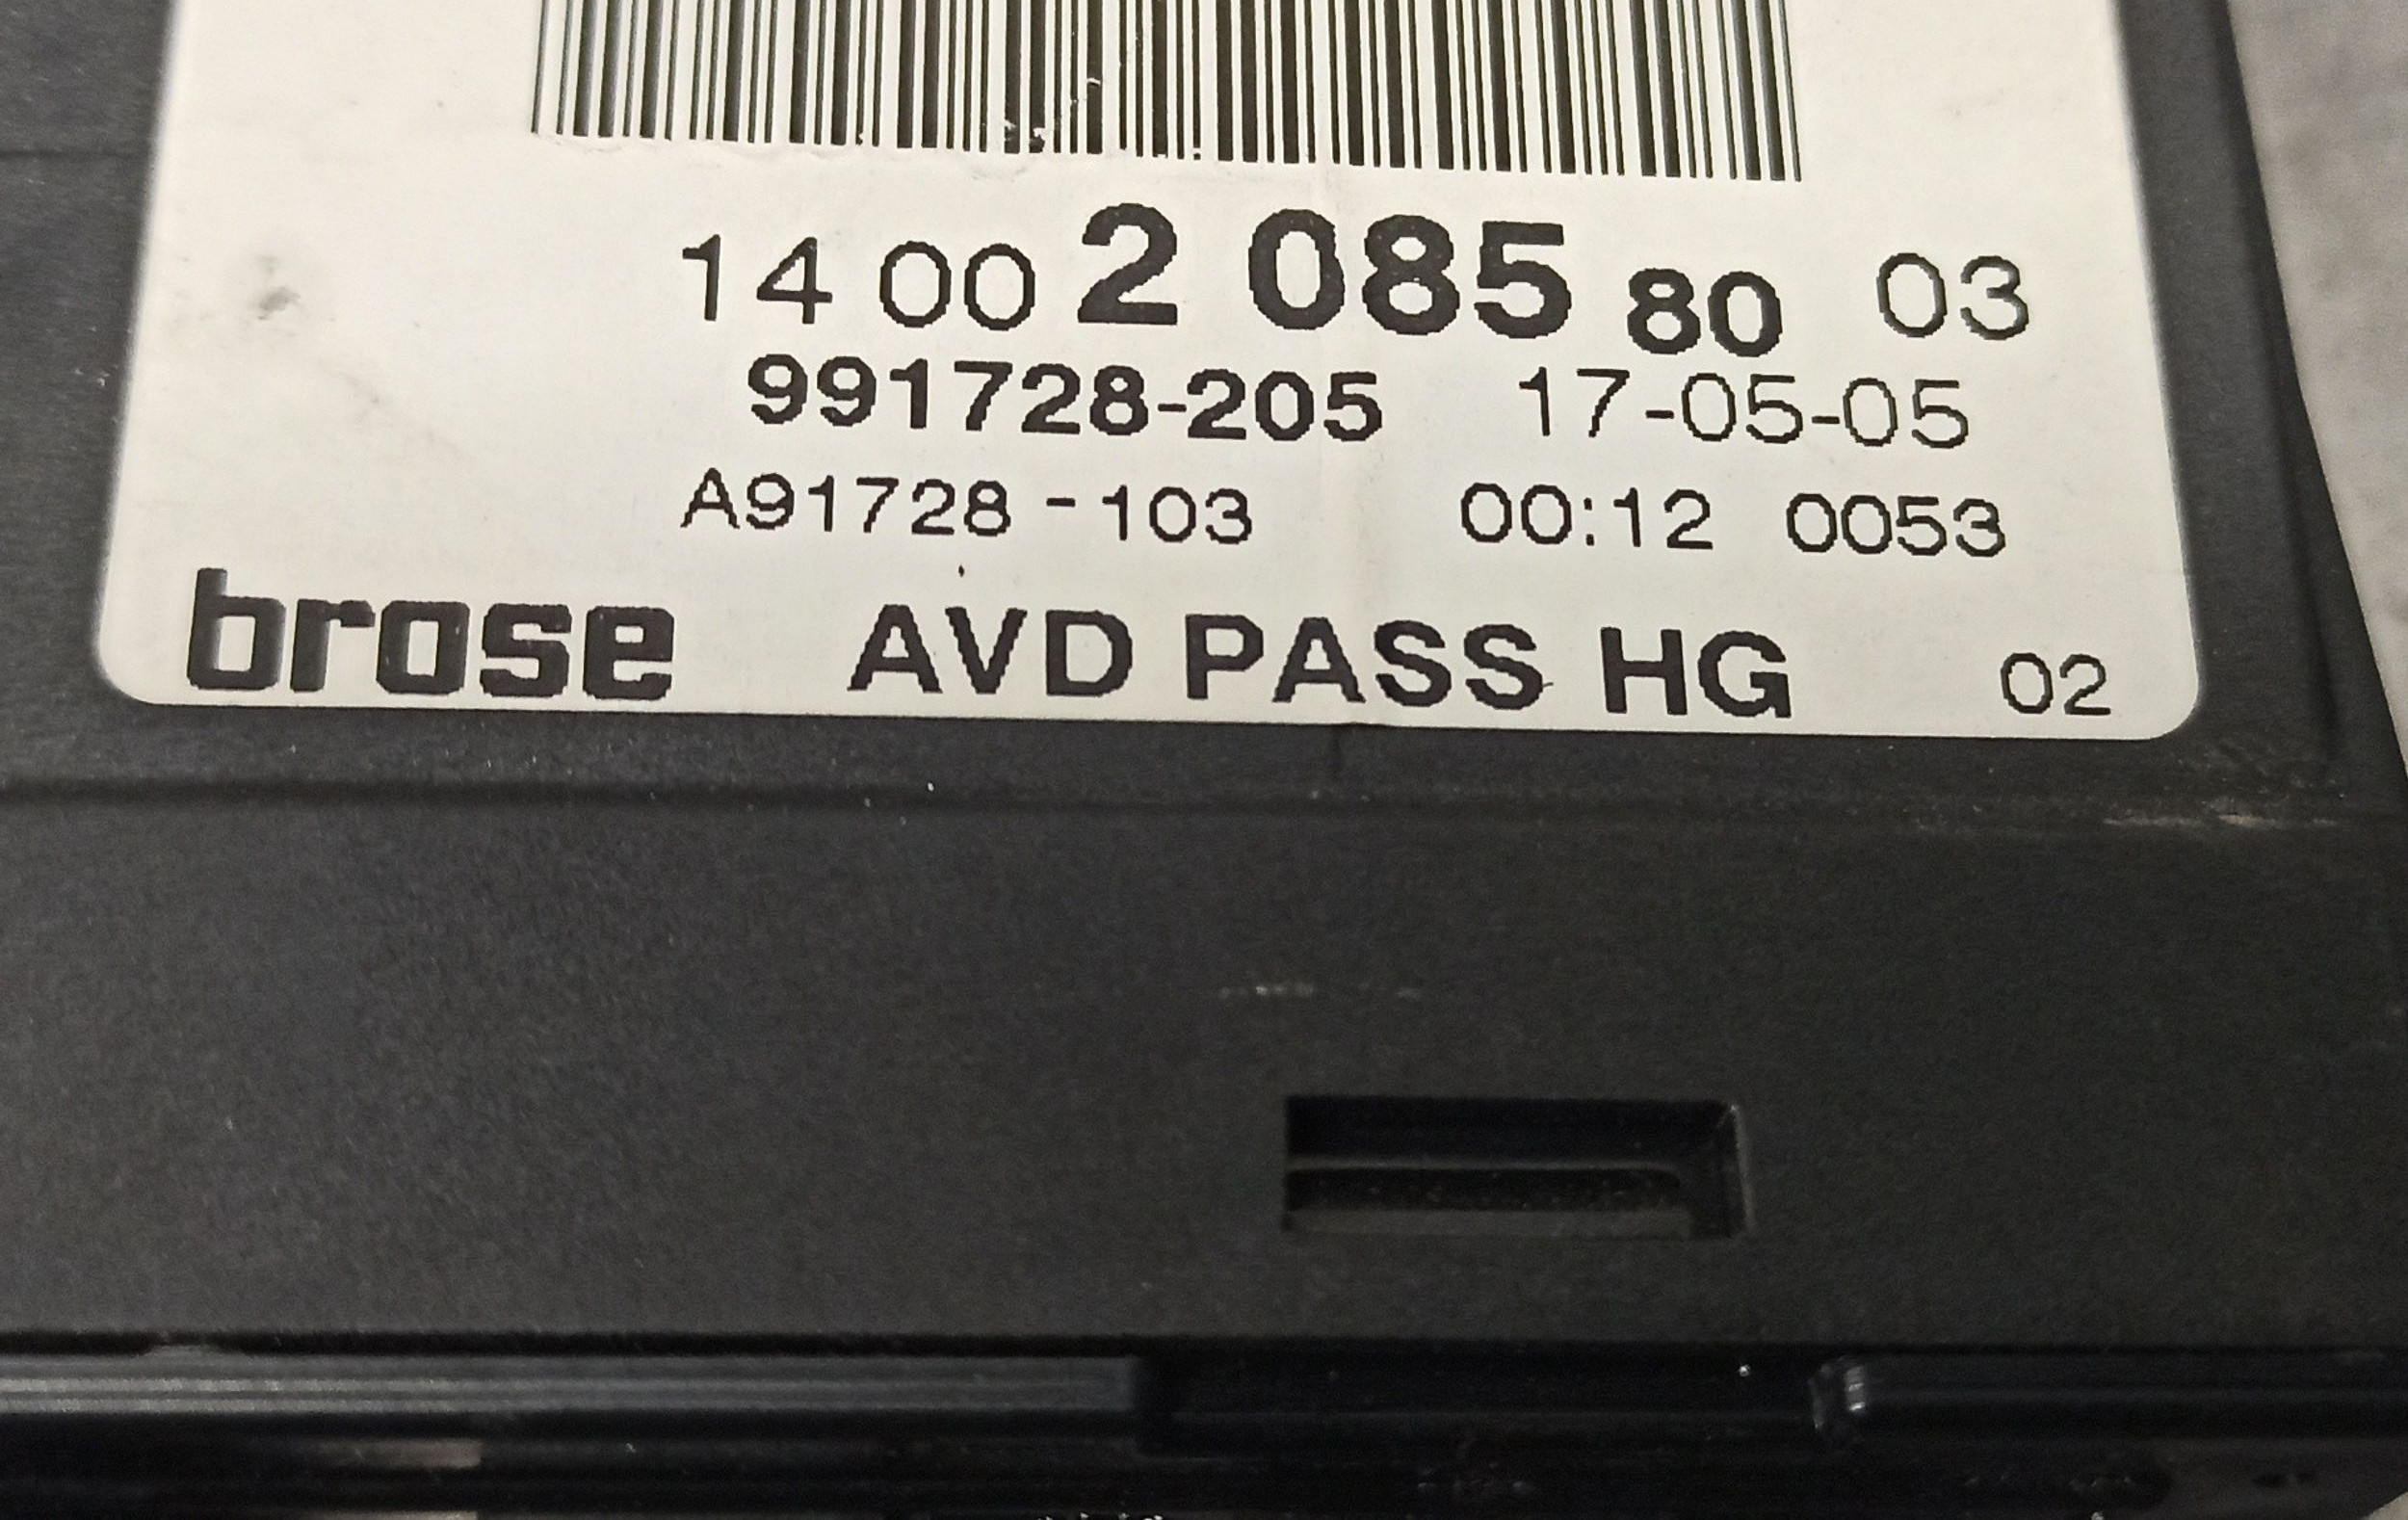 14 00 2 085 80 03
991728-205 17-05-05
A91728-103 00:12 0053
brose AVD PASS HG 02